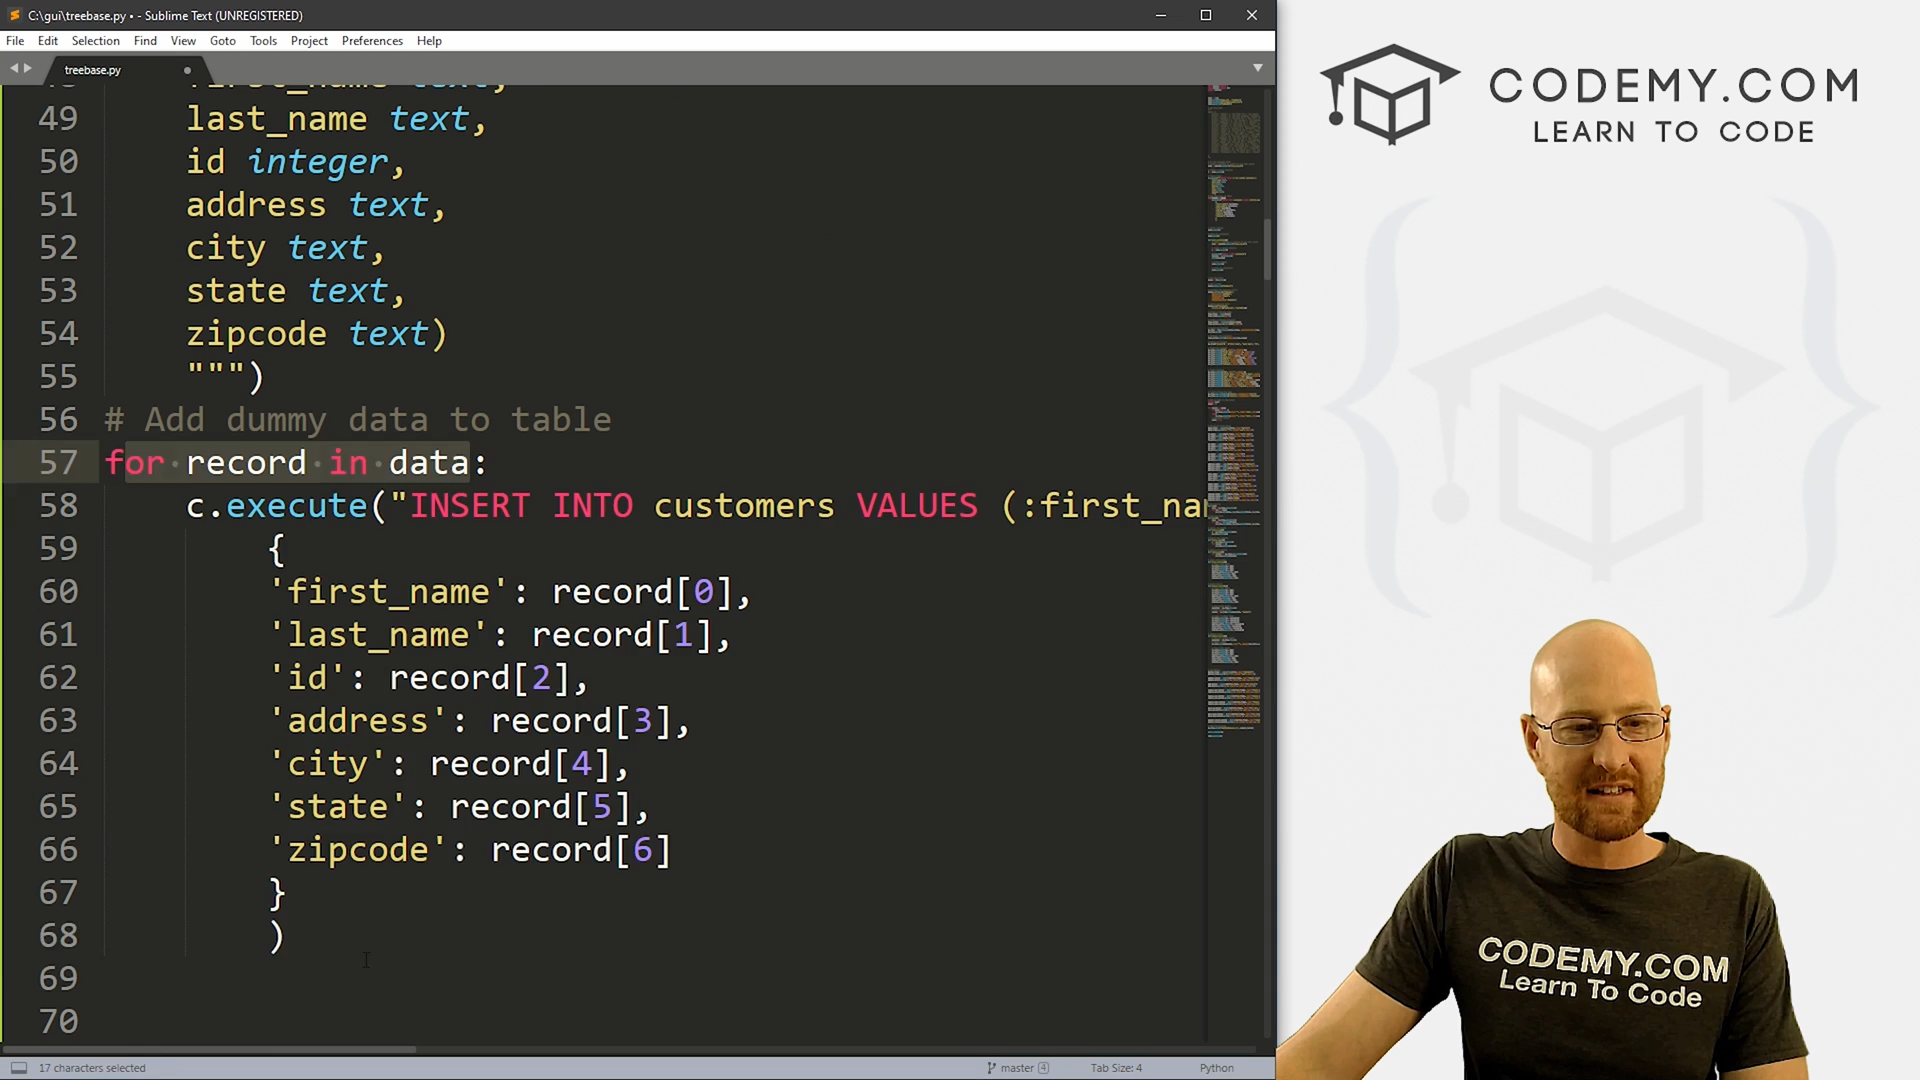 C:\gui\treebase.py • - Sublime Text (UNREGISTERED)
File Edit Selection Find View Goto Tools Project Preferences Help
treebase.py
first_name text,
49 last_name text,
50 id integer,
51 address text,
52 city text,
53 state text,
54 zipcode text)
55 """)
56 # Add dummy data to table
57 for record in data:
58 c.execute("INSERT INTO customers VALUES (:first_na
59 {
60 'first_name': record[0],
61 'last_name': record[1],
62 'id': record[2],
63 'address': record[3],
64 'city': record[4],
65 'state': record[5],
66 'zipcode': record[6]
67 }
68 )
69
70
17 characters selected
master 4
Tab Size: 4
Python
CODEMY.COM
LEARN TO CODE
CODEMY.COM
Learn To Code